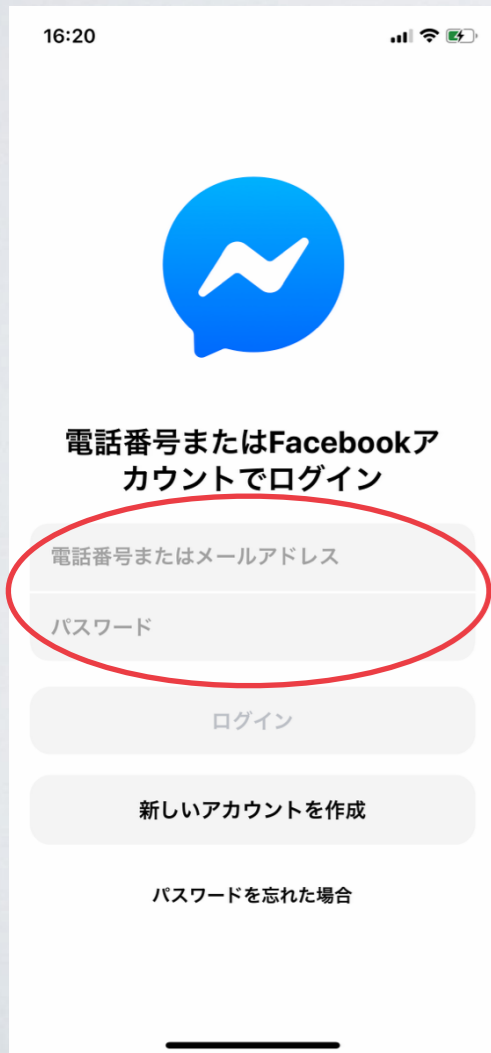 16:20
電話番号またはFacebookア
カウントでログイン
電話番号またはメールアドレス
パスワード
ログイン
新しいアカウントを作成
パスワードを忘れた場合